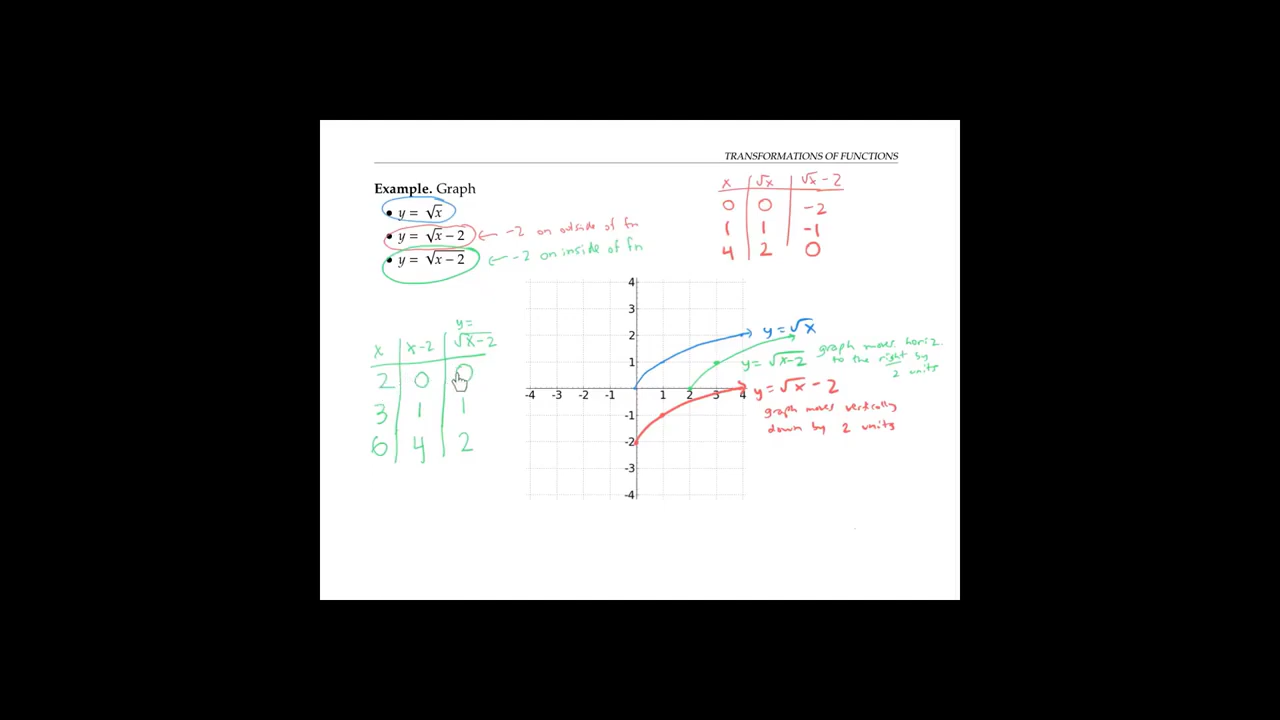 TRANSFORMATIONS OF FUNCTIONS
Example. Graph
• y = √x
• y = √x − 2 ← -2 on outside of fn
• y = √(x − 2) ← -2 on inside of fn
x | √x | √x - 2
0 | 0 | -2
1 | 1 | -1
4 | 2 | 0
x | x-2 | y = √(x-2)
2 | 0 | 0
3 | 1 | 1
6 | 4 | 2
4
3
2
1
-4 -3 -2 -1 1 2 3 4
-1
-2
-3
-4
y = √x
y = √(x-2) graph moves horiz.
to the right by
2 units
y = √x - 2
graph moves vertically
down by 2 units